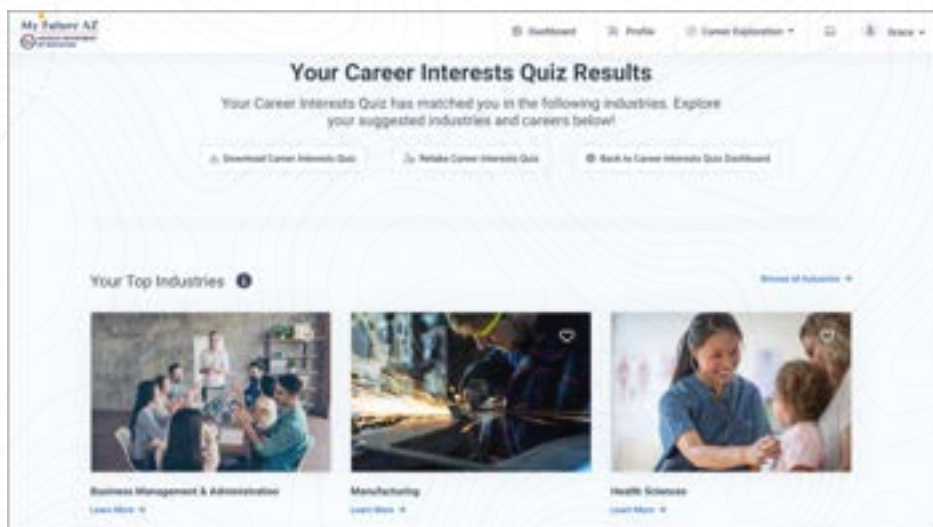 My Future AZ
Dashboard
Profile
Career Exploration
Grace
Your Career Interests Quiz Results
Your Career Interests Quiz has matched you in the following industries. Explore
your suggested industries and careers below!
Download Career Interests Quiz
Retake Career Interests Quiz
Back to Career Interests Quiz Dashboard
Your Top Industries
Browse all Industries
Business Management & Administration
Manufacturing
Health Sciences
Learn More
Learn More
Learn More